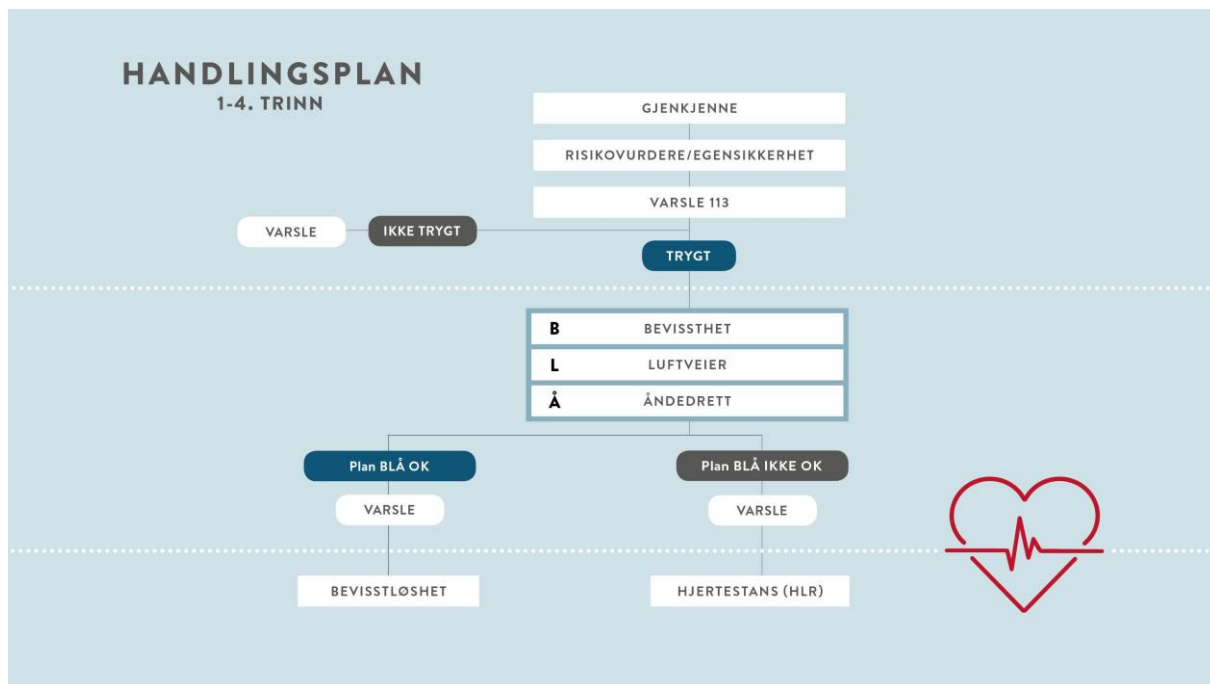 HANDLINGSPLAN
1-4. TRINN
GJENKJENNE
RISIKOVURDERE/EGENSIKKERHET
VARSLE 113
VARSLE
IKKE TRYGT
TRYGT
B BEVISSTHET
L LUFTVEIER
Å ÅNDEDRETT
Plan BLÅ OK
Plan BLÅ IKKE OK
VARSLE
VARSLE
BEVISSTLØSHET
HJERTESTANS (HLR)